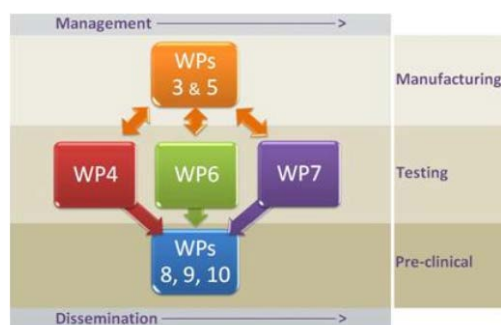 Management >
WPs
3 & 5
Manufacturing
WP4
WP6
WP7
Testing
WPs
8, 9, 10
Pre-clinical
Dissemination >